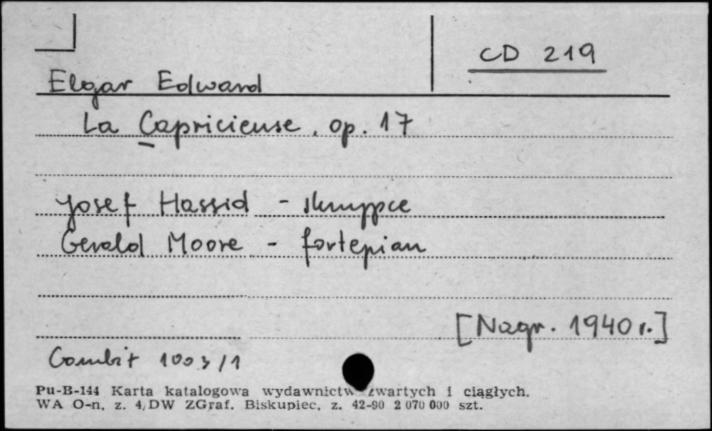 CD 219
Elgar Edward
La Capricieuse, op. 17
Josef Hassid - skrzypce
Gerald Moore - fortepian
[Nagr. 1940 r.]
1003/1
Pu-B-144 Karta katalogowa wydawnictw zwartych i ciągłych.
WA O-n, z. 4/DW ZGraf. Biskupiec, z. 42-90 2 070 000 szt.